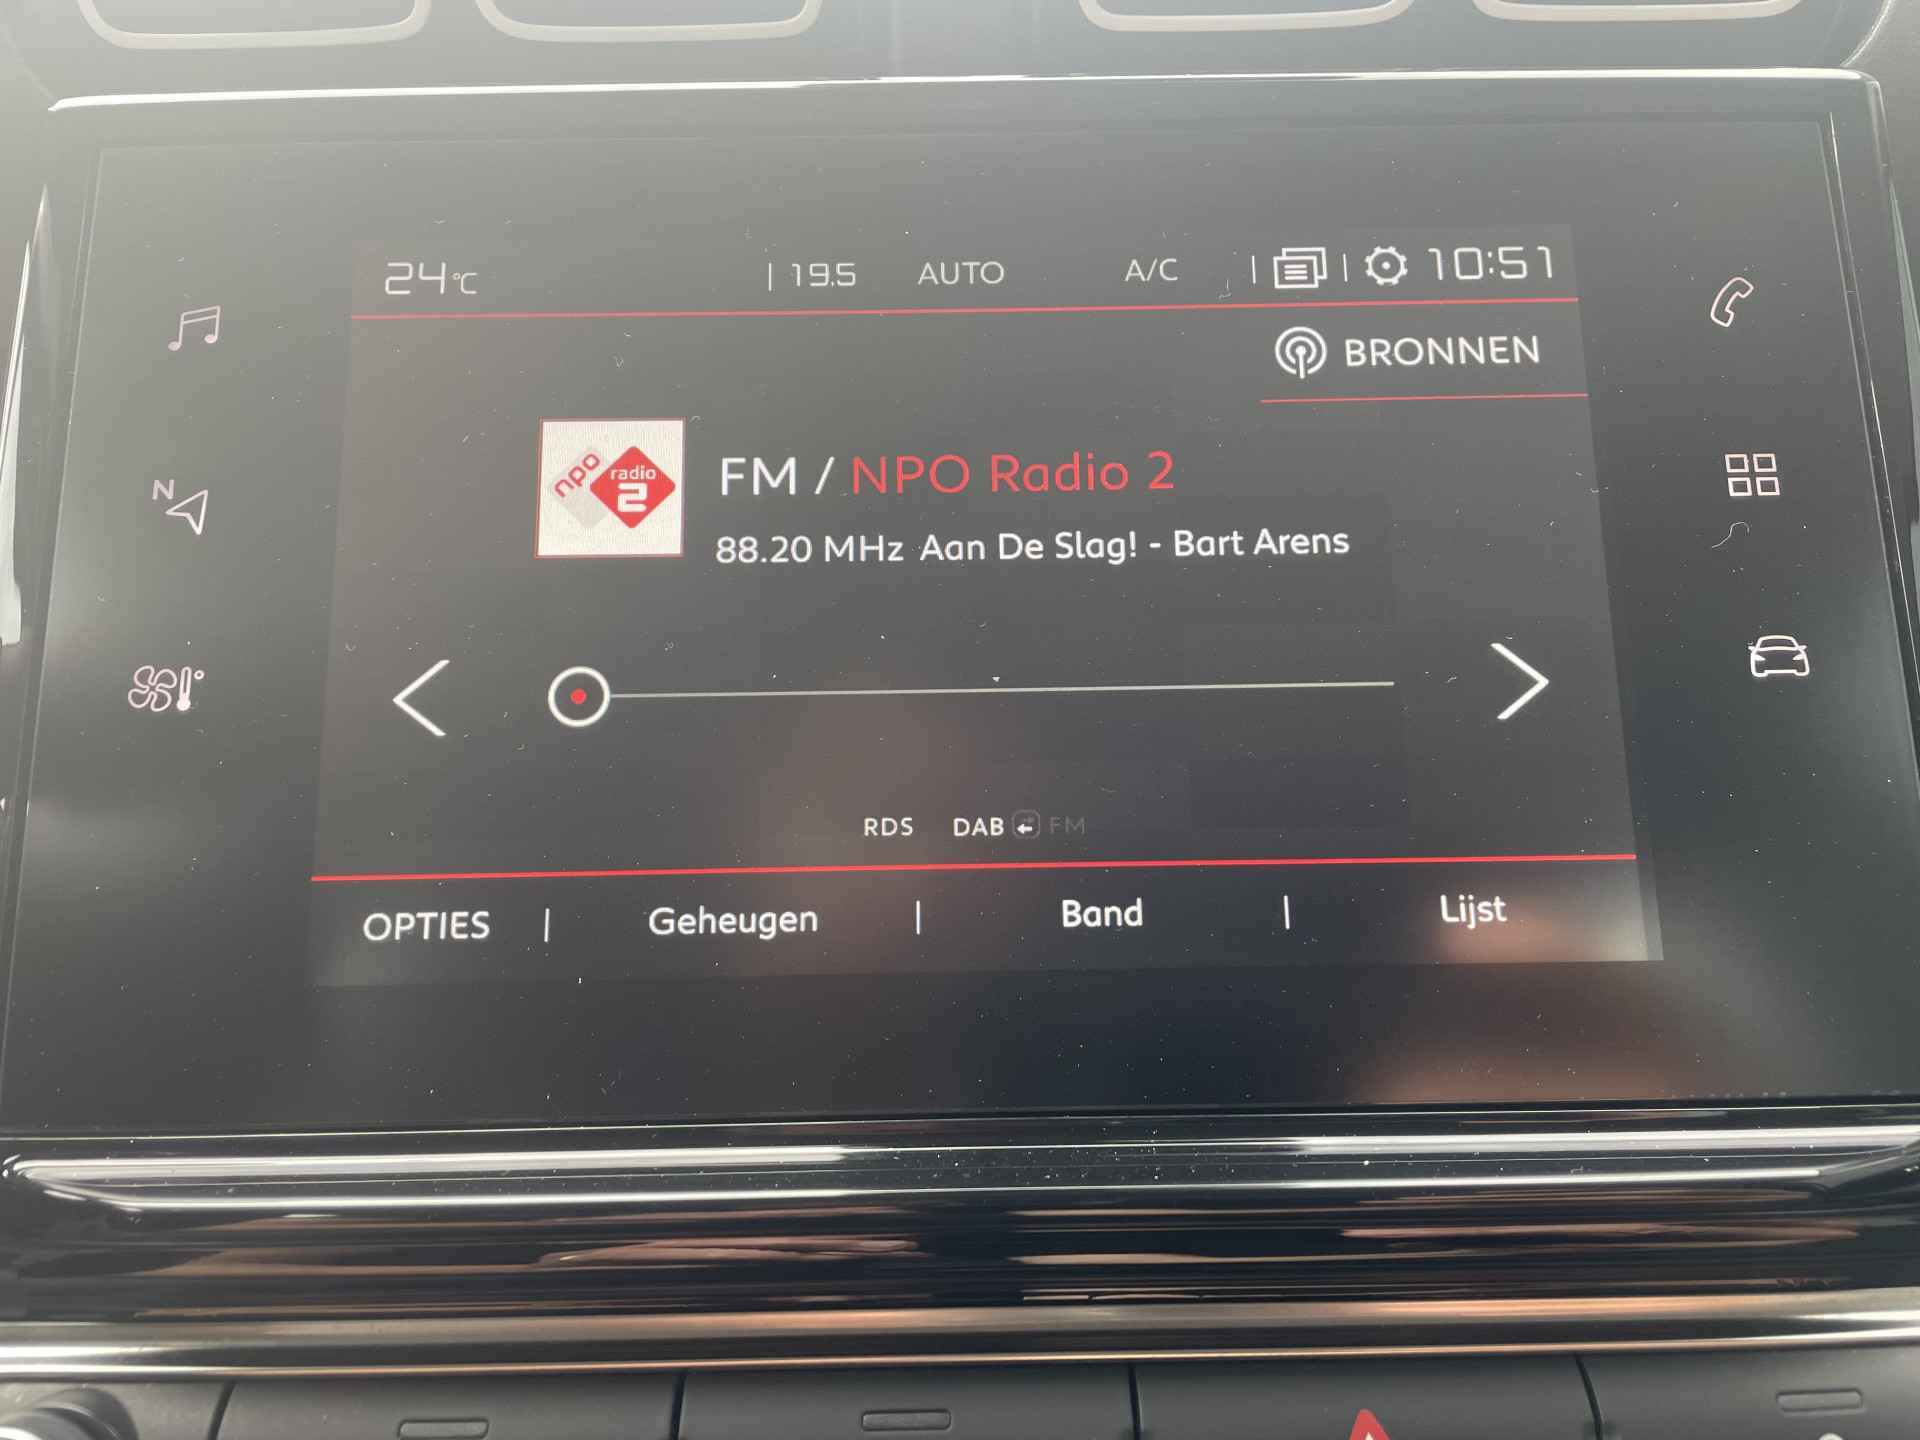 24°C | 19.5 AUTO A/C | | 10:51
BRONNEN
npo radio 2
FM / NPO Radio 2
88.20 MHz Aan De Slag! - Bart Arens
N
RDS DAB FM
OPTIES | Geheugen | Band | Lijst